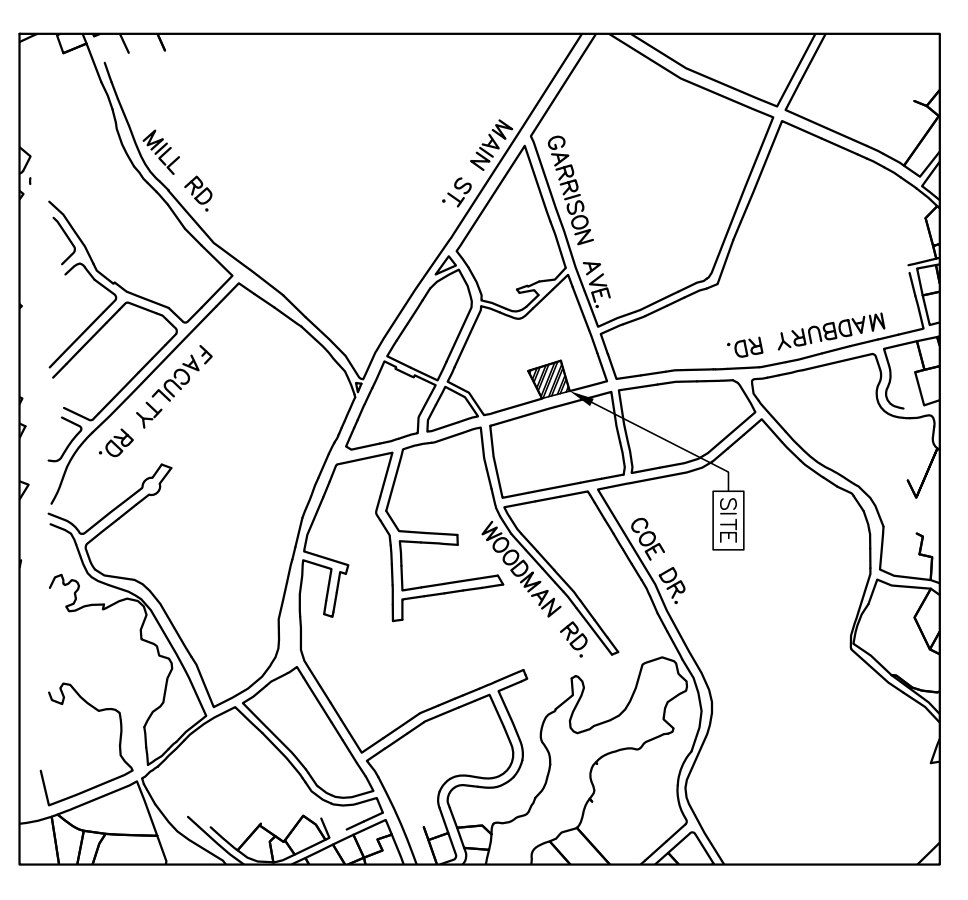 MILL RD.
MAIN ST.
GARRISON AVE.
MADBURY RD.
FACULTY RD.
SITE
COE DR.
WOODMAN RD.